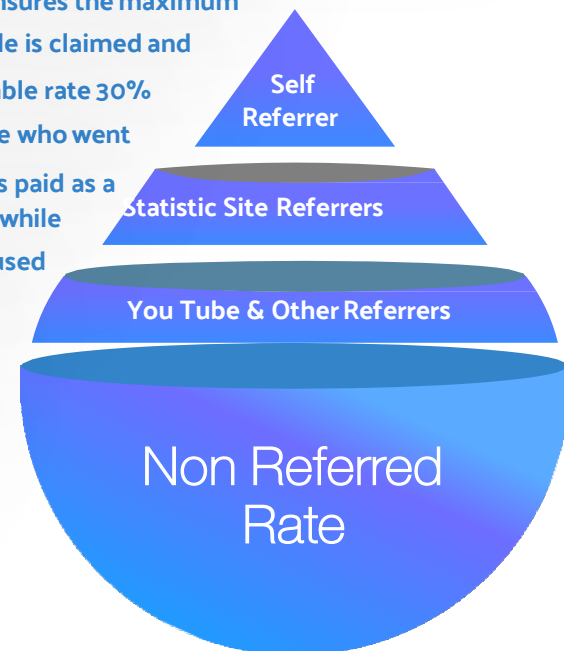 nsures the maximum
le is claimed and
ble rate 30%
e who went
s paid as a
while
used
Self
Referrer
Statistic Site Referrers
You Tube & Other Referrers
Non Referred
Rate